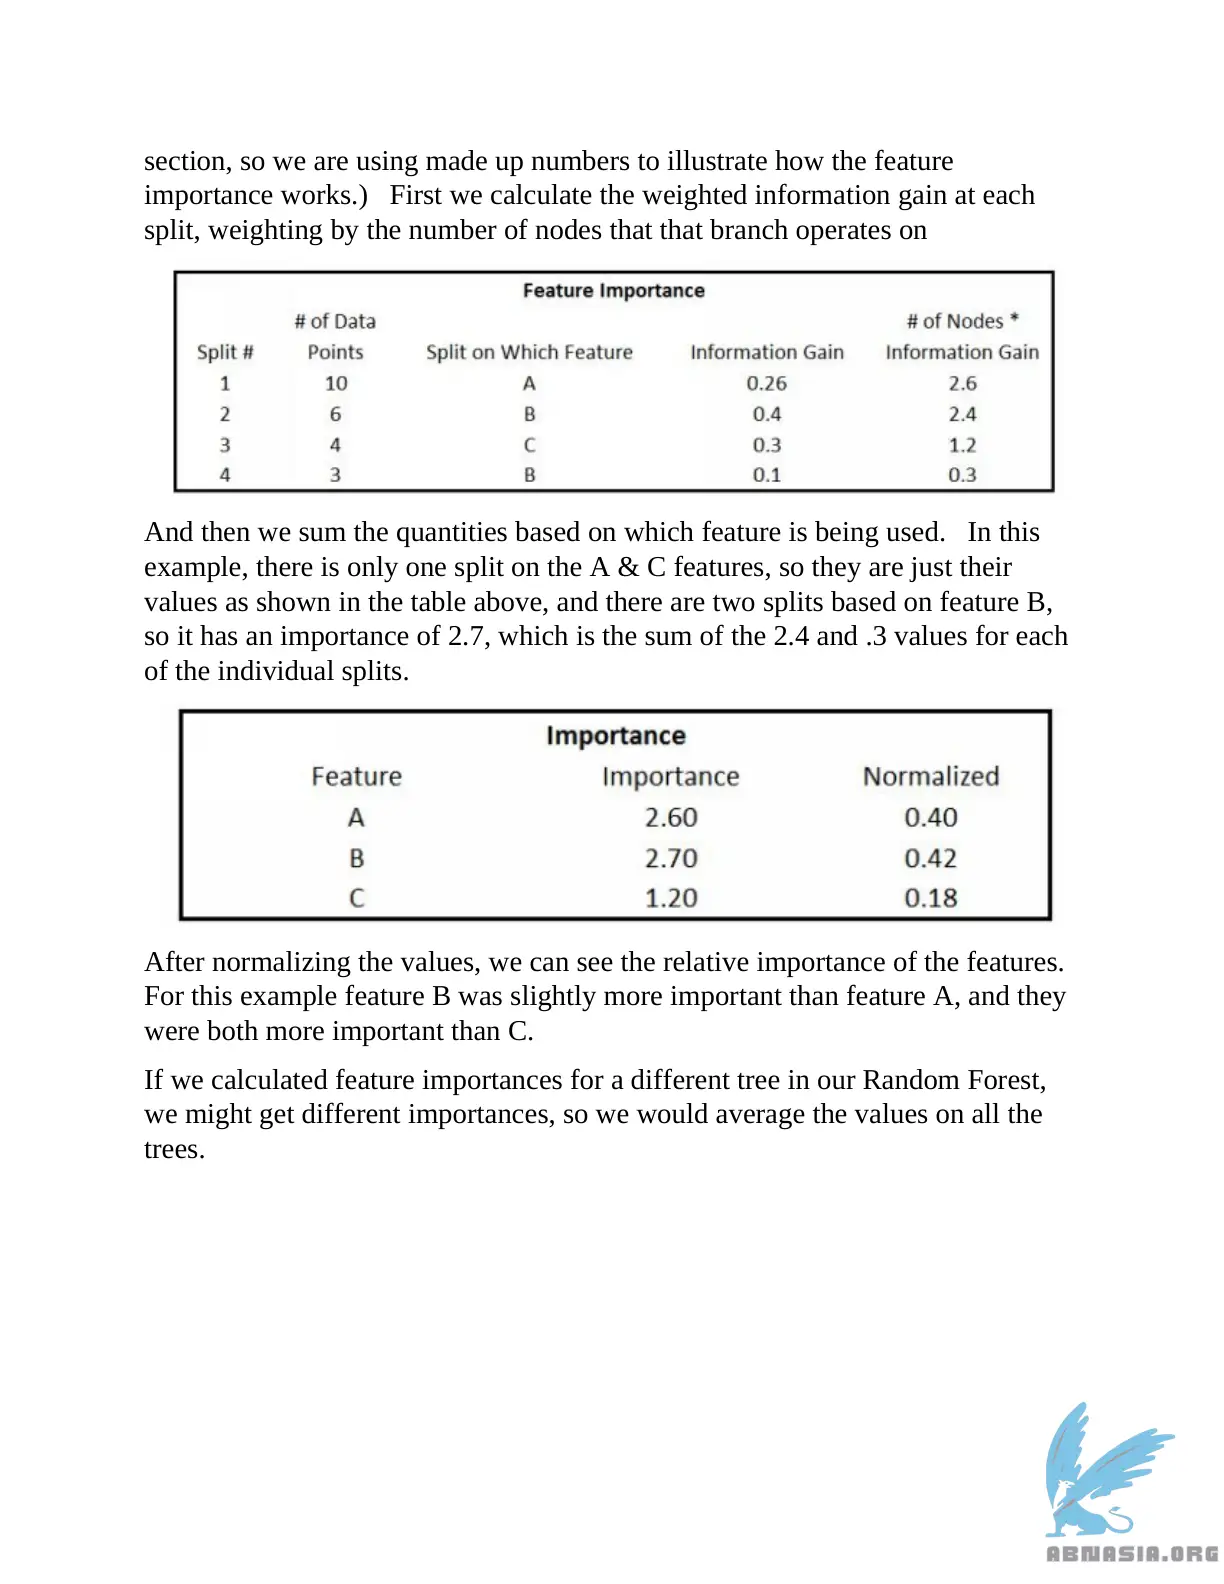 section, so we are using made up numbers to illustrate how the feature
importance works.)   First we calculate the weighted information gain at each
split, weighting by the number of nodes that that branch operates on
Feature Importance
# of Data # of Nodes *
Split # Points Split on Which Feature Information Gain Information Gain
1 10 A 0.26 2.6
2 6 B 0.4 2.4
3 4 C 0.3 1.2
4 3 B 0.1 0.3
And then we sum the quantities based on which feature is being used.   In this
example, there is only one split on the A & C features, so they are just their
values as shown in the table above, and there are two splits based on feature B,
so it has an importance of 2.7, which is the sum of the 2.4 and .3 values for each
of the individual splits.
Importance
Feature Importance Normalized
A 2.60 0.40
B 2.70 0.42
C 1.20 0.18
After normalizing the values, we can see the relative importance of the features.
For this example feature B was slightly more important than feature A, and they
were both more important than C.
If we calculated feature importances for a different tree in our Random Forest,
we might get different importances, so we would average the values on all the
trees.
ABNASIA.ORG